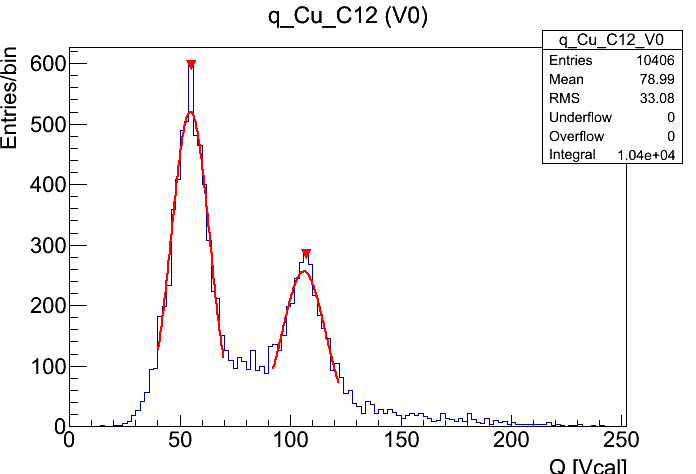 q_Cu_C12 (V0)
q_Cu_C12_V0
Entries 10406
Mean 78.99
RMS 33.08
Underflow 0
Overflow 0
Integral 1.04e+04
Entries/bin
600
500
400
300
200
100
0
0 50 100 150 200 250
Q [Vcal]